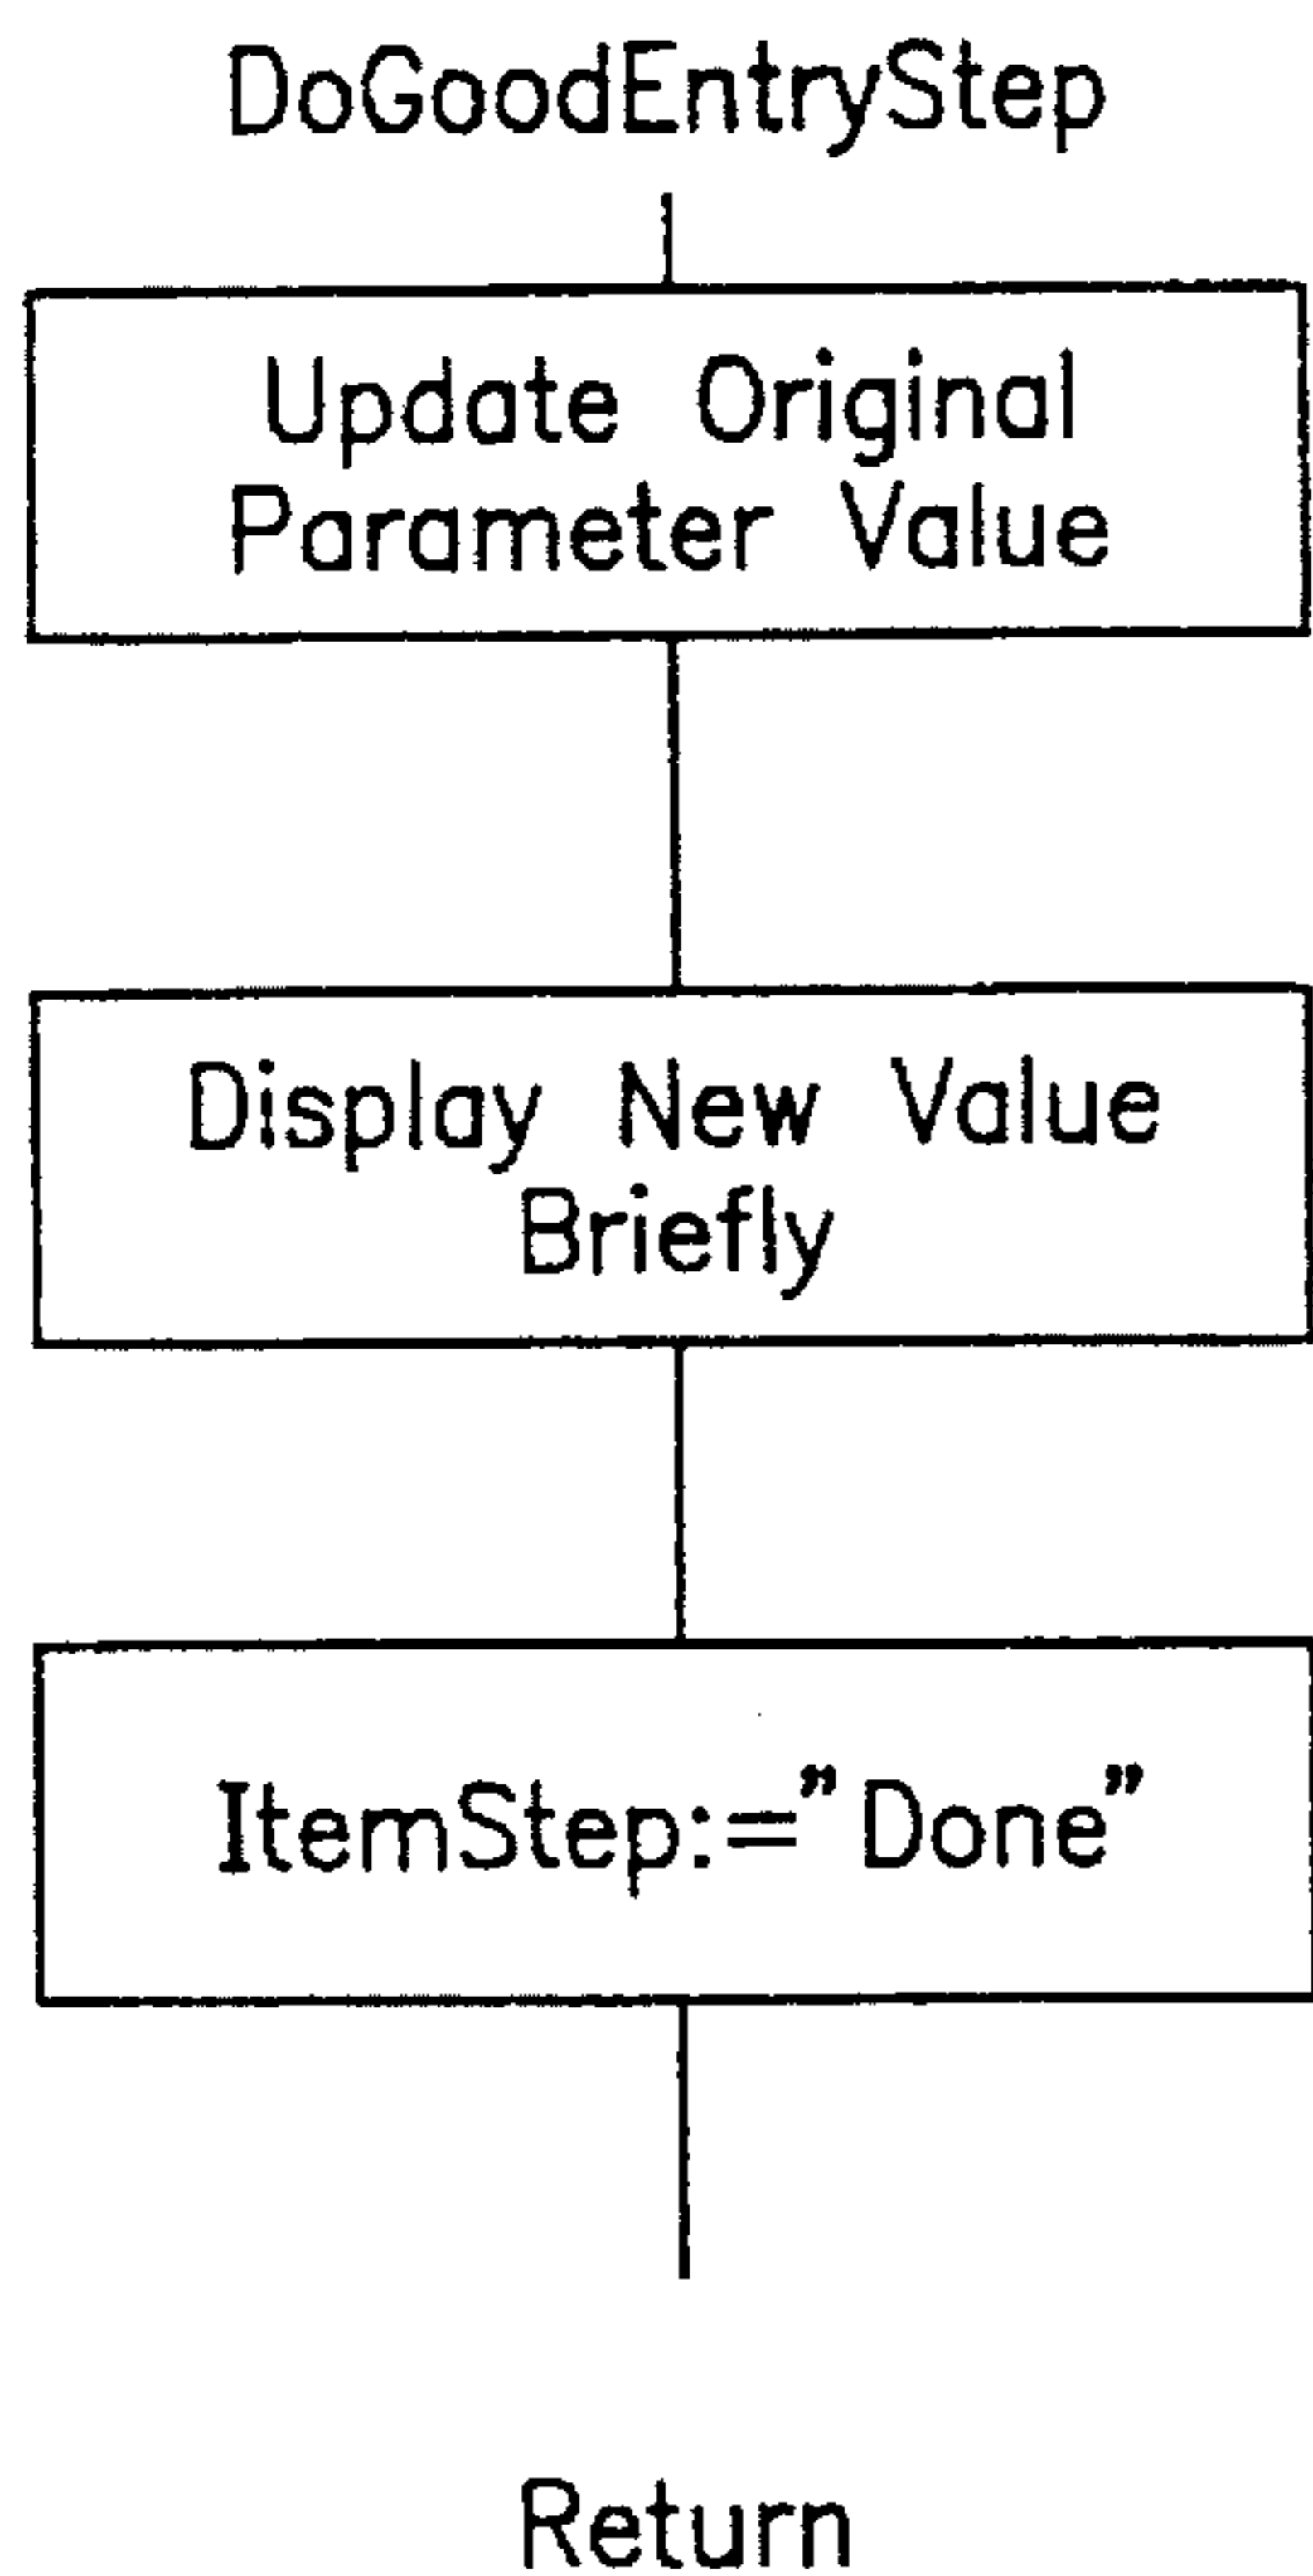 DoGoodEntryStep
Update Original
Parameter Value
Display New Value
Briefly
ItemStep:="Done"
Return